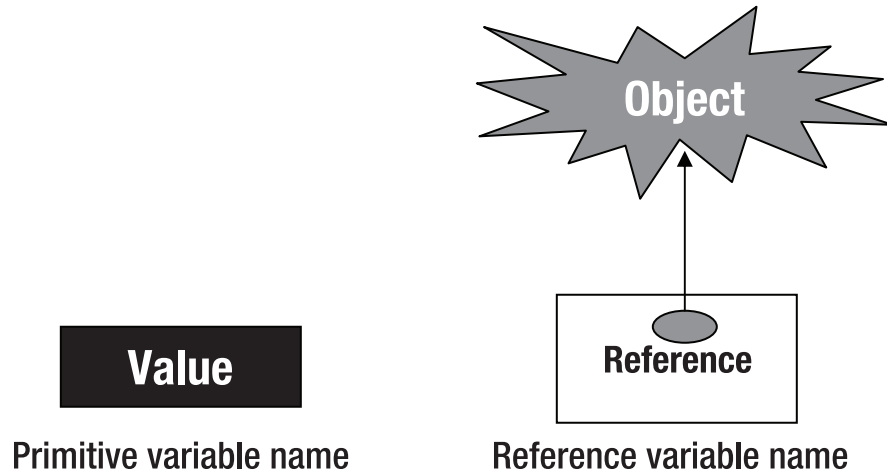 Object
Value
Reference
Primitive variable name
Reference variable name